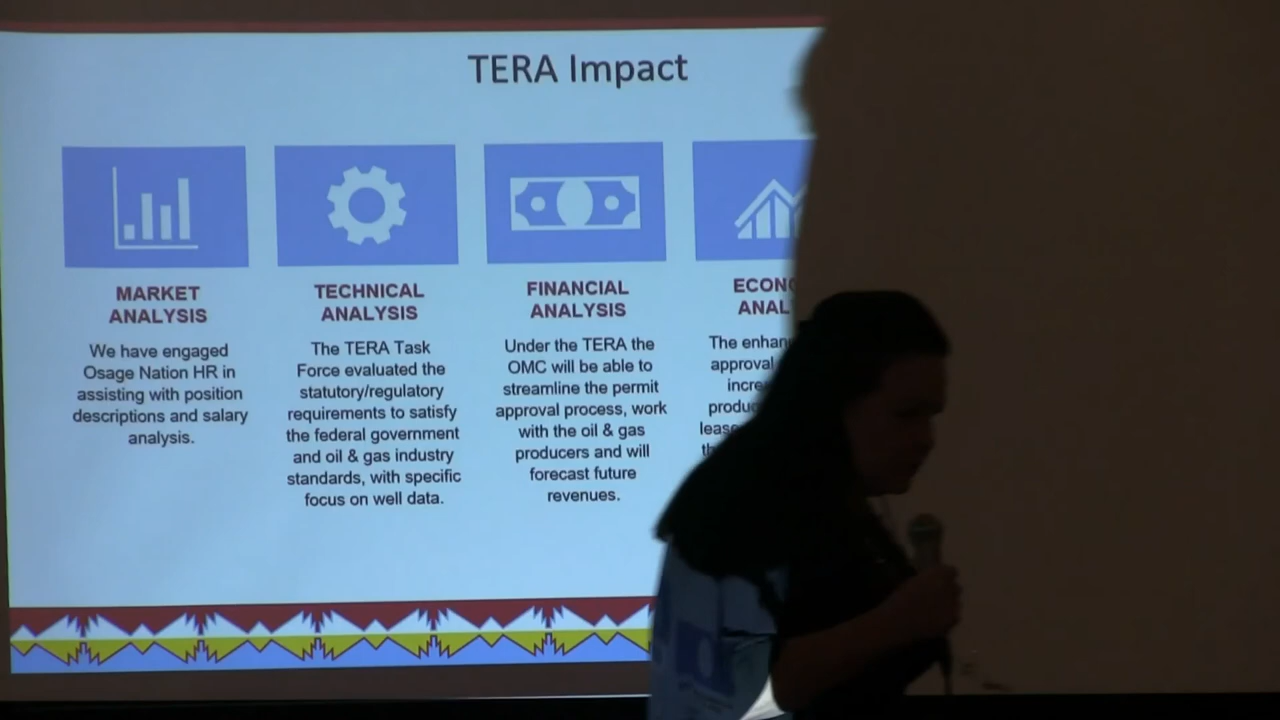 TERA Impact
MARKET
ANALYSIS
We have engaged
Osage Nation HR in
assisting with position
descriptions and salary
analysis.
TECHNICAL
ANALYSIS
The TERA Task
Force evaluated the
statutory/regulatory
requirements to satisfy
the federal government
and oil & gas industry
standards, with specific
focus on well data.
FINANCIAL
ANALYSIS
Under the TERA the
OMC will be able to
streamline the permit
approval process, work
with the oil & gas
producers and will
forecast future
revenues.
The
approval